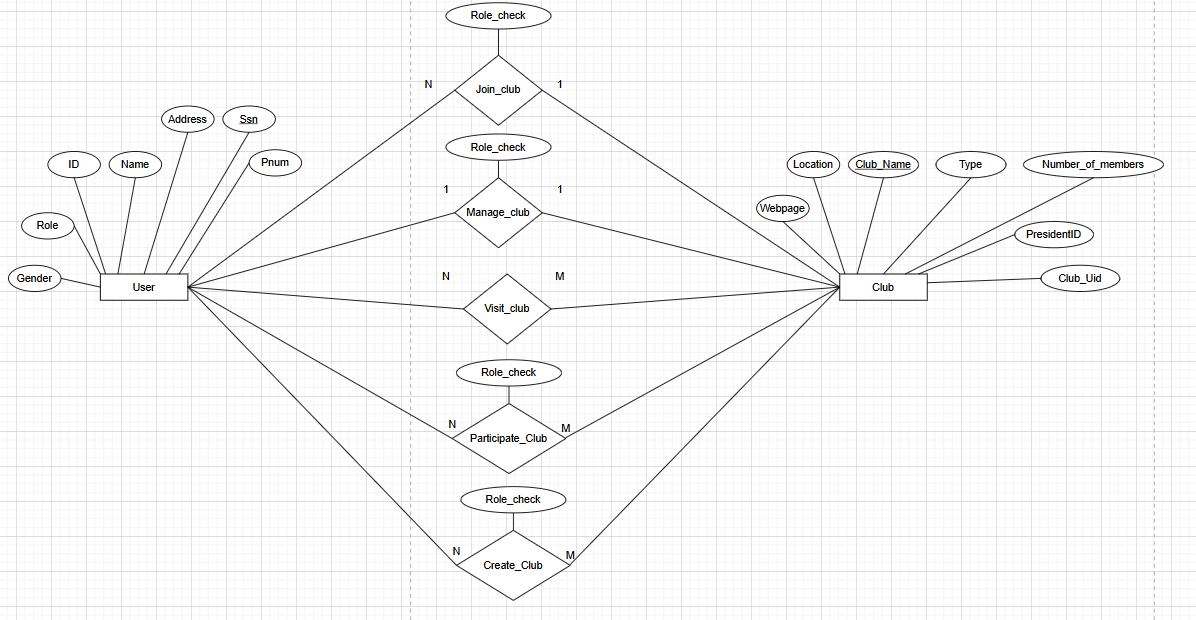 Role_check
N
Join_club
1
Address
Ssn
ID
Name
Pnum
Role_check
Location
Club_Name
Type
Number_of_members
1
Manage_club
1
Webpage
Role
PresidentID
Gender
User
N
M
Visit_club
Club
Club_Uid
Role_check
N
Participate_Club
M
Role_check
N
Create_Club
M